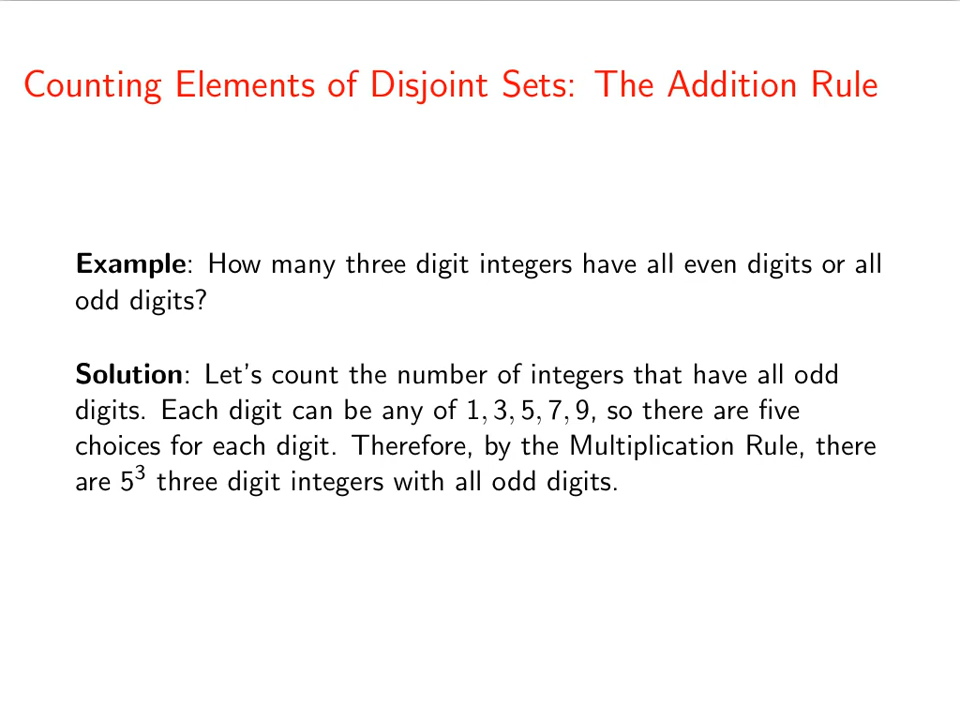 Counting Elements of Disjoint Sets: The Addition Rule
Example: How many three digit integers have all even digits or all
odd digits?
Solution: Let's count the number of integers that have all odd
digits. Each digit can be any of 1, 3, 5, 7, 9, so there are five
choices for each digit. Therefore, by the Multiplication Rule, there
are 5³ three digit integers with all odd digits.